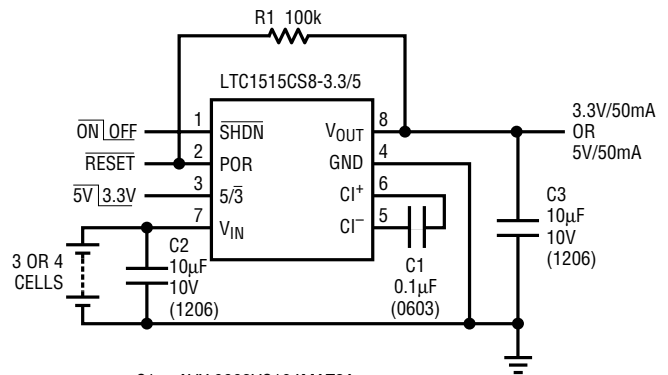 R1 100k
LTC1515CS8-3.3/5
ON OFF
1
SHDN
VOUT
8
3.3V/50mA
OR
5V/50mA
RESET
2
POR
GND
4
5V 3.3V
3
5/3
CI+
6
7
VIN
CI–
5
C3
10µF
10V
(1206)
3 OR 4
CELLS
C2
10µF
10V
(1206)
C1
0.1µF
(0603)